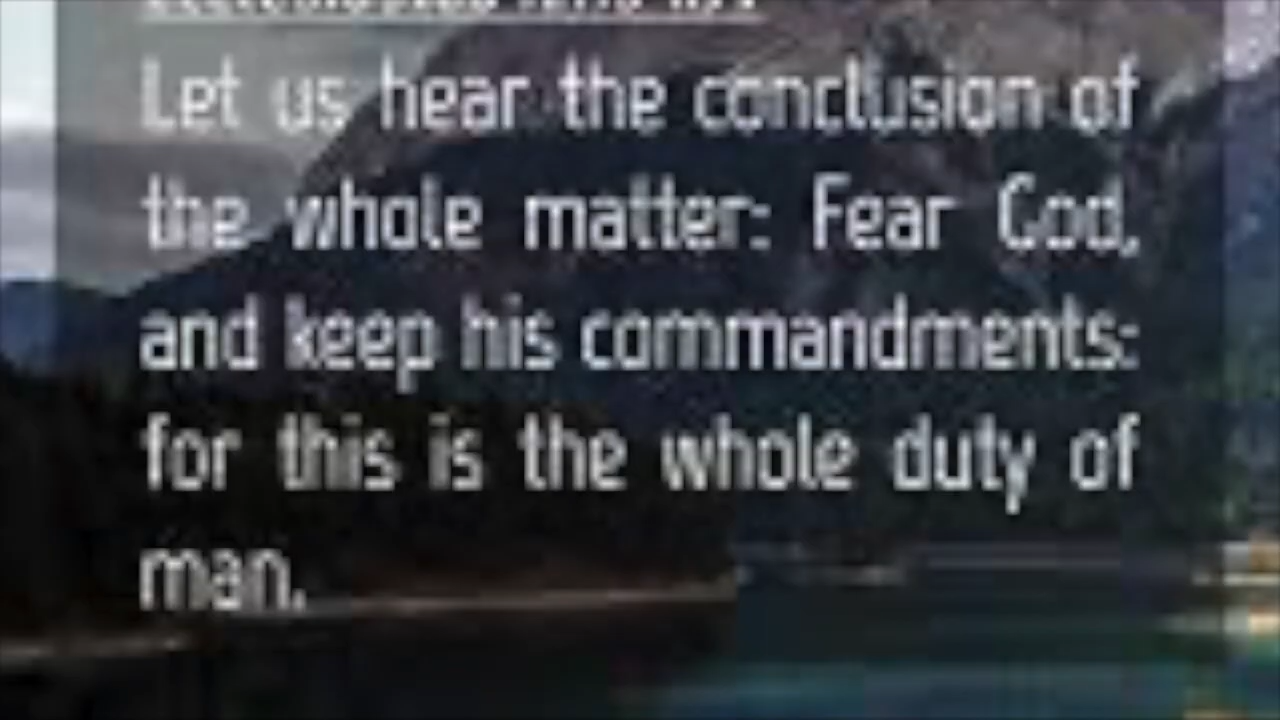 Let us hear the conclusion of
the whole matter: Fear God,
and keep his commandments:
for this is the whole duty of
man.